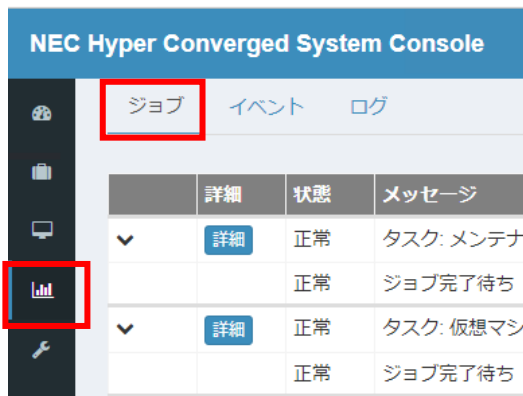 NEC Hyper Converged System Console
ジョブ イベント ログ
詳細 状態 メッセージ
詳細 正常 タスク: メンテナ
正常 ジョブ完了待ち
詳細 正常 タスク: 仮想マシ
正常 ジョブ完了待ち